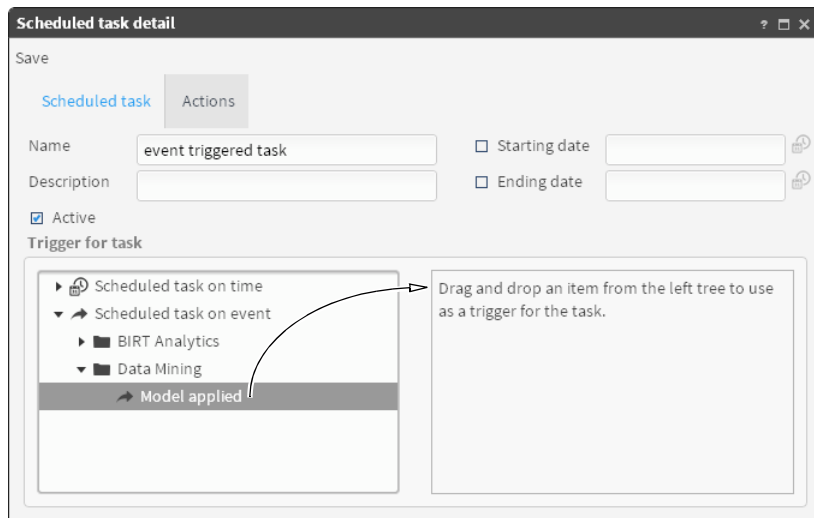 Scheduled task detail
?
Save
Scheduled task Actions
Name event triggered task Starting date
Description Ending date
Active
Trigger for task
Scheduled task on time
Scheduled task on event
BIRT Analytics
Data Mining
Model applied
Drag and drop an item from the left tree to use
as a trigger for the task.